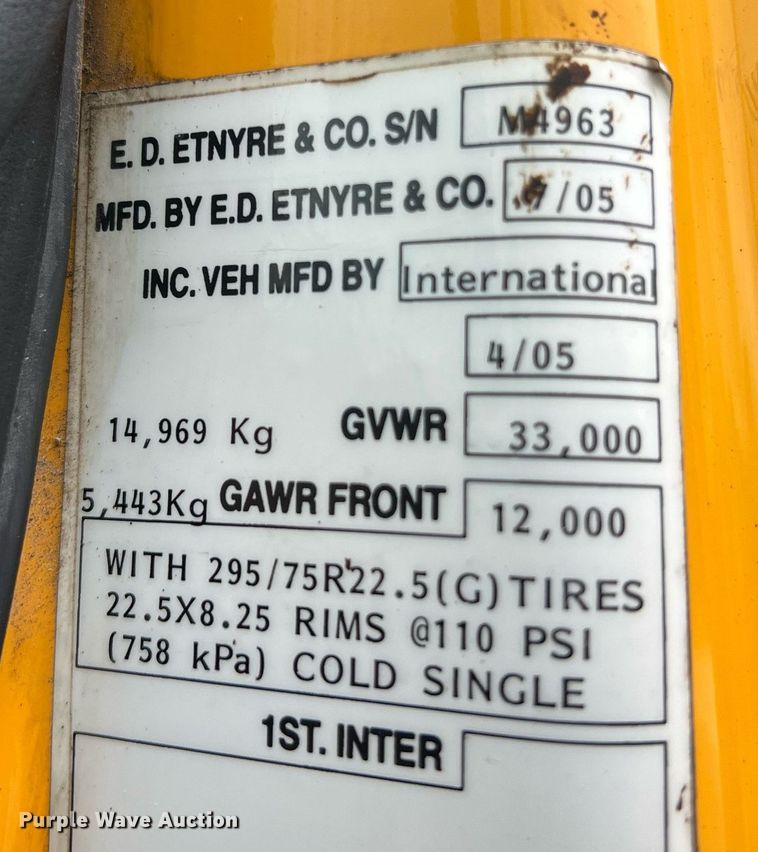 E. D. ETNYRE & CO. S/N M4963
MFD. BY E.D. ETNYRE & CO. /05
INC. VEH MFD BY International
4/05
14,969 Kg GVWR 33,000
5,443Kg GAWR FRONT 12,000
WITH 295/75R22.5(G)TIRES
22.5X8.25 RIMS @110 PSI
(758 kPa) COLD SINGLE
1ST. INTER
Purple Wave Auction